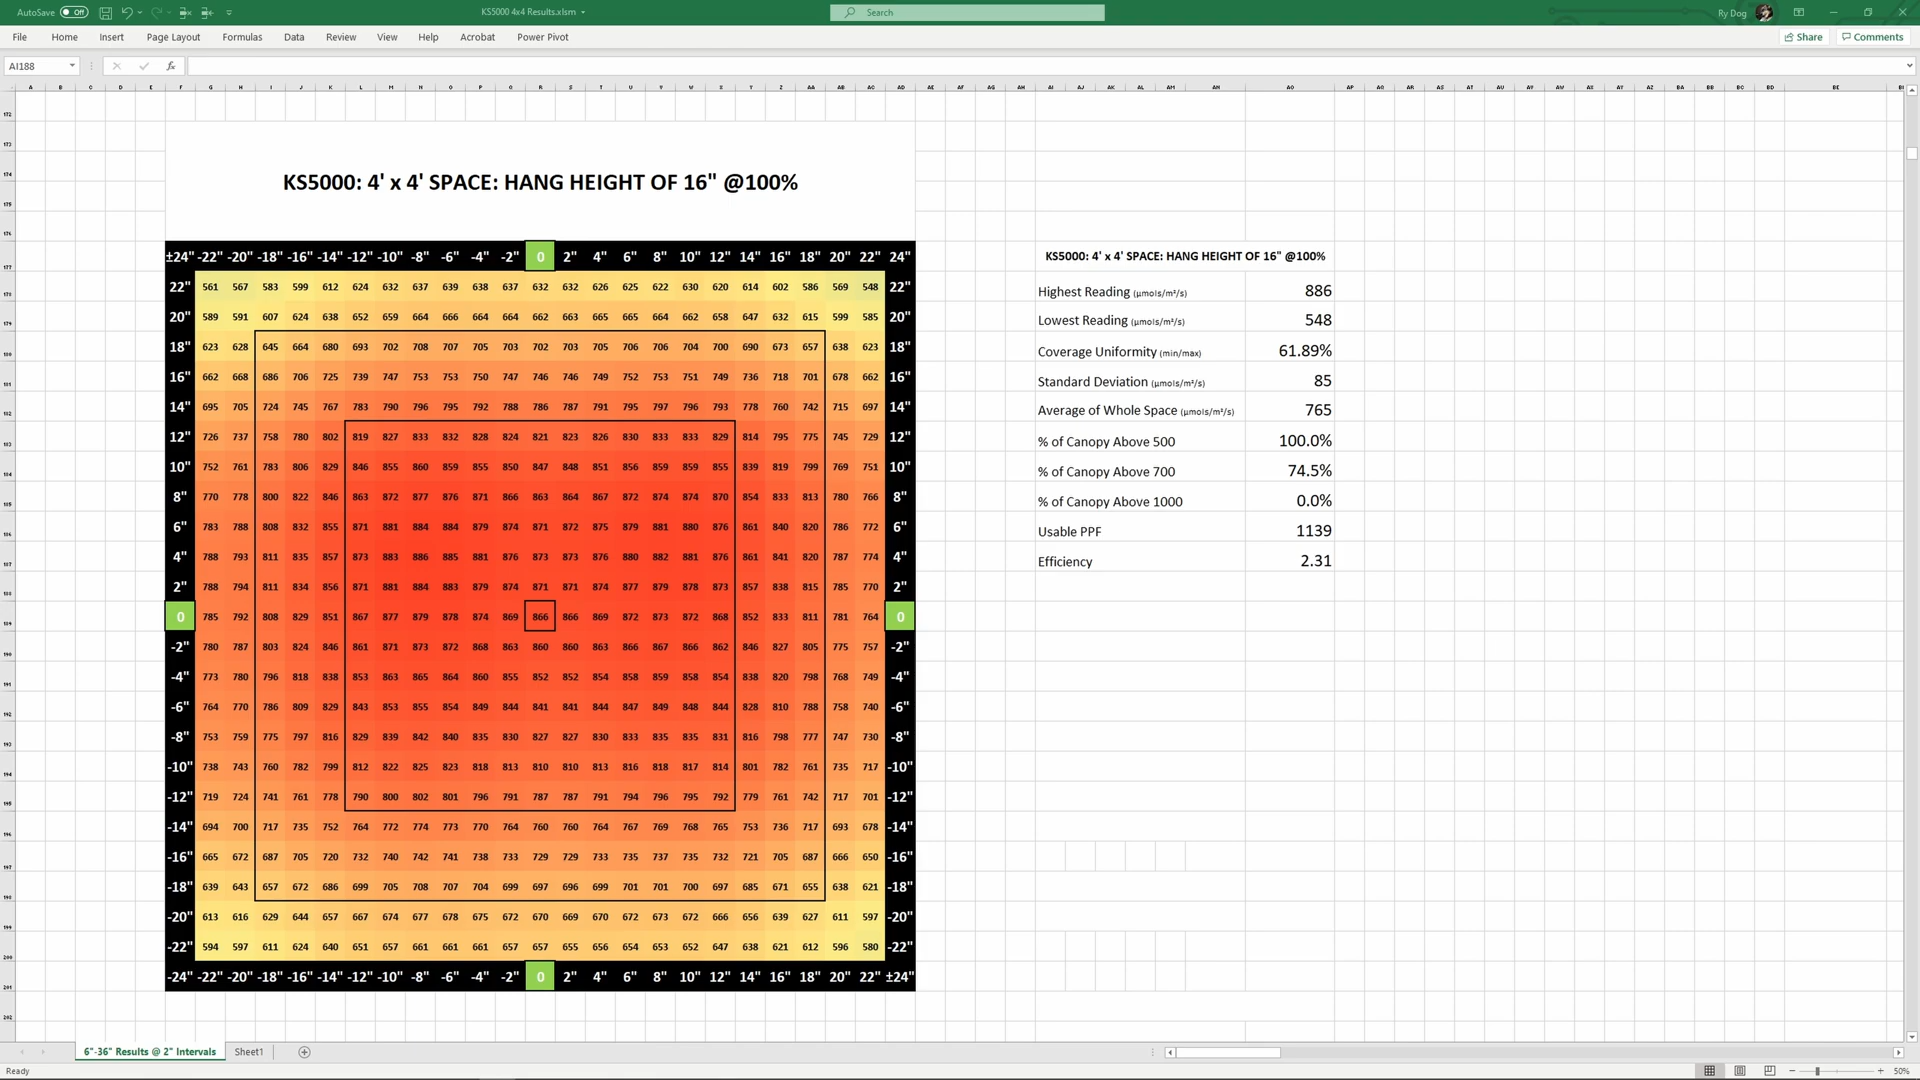 AutoSave Off KS5000 4x4 Results.xlsm Search Ry Dog
File Home Insert Page Layout Formulas Data Review View Help Acrobat Power Pivot Share Comments
AI188 fx
KS5000: 4' x 4' SPACE: HANG HEIGHT OF 16" @100%
±24" -22" -20" -18" -16" -14" -12" -10" -8" -6" -4" -2" 0 2" 4" 6" 8" 10" 12" 14" 16" 18" 20" 22" 24"
22" 561 567 583 599 612 624 632 637 639 638 637 632 632 626 625 622 630 620 614 602 586 569 548 22"
20" 589 591 607 624 638 652 659 664 666 664 664 662 663 665 665 664 662 658 647 632 615 599 585 20"
18" 623 628 645 664 680 693 702 708 707 705 703 702 703 705 706 706 704 700 690 673 657 638 623 18"
16" 662 668 686 706 725 739 747 753 753 750 747 746 746 749 752 753 751 749 736 718 701 678 662 16"
14" 695 705 724 745 767 783 790 796 795 792 788 786 787 791 795 797 796 793 778 760 742 715 697 14"
12" 726 737 758 780 802 819 827 833 832 828 824 821 823 826 830 833 833 829 814 795 775 745 729 12"
10" 752 761 783 806 829 846 855 860 859 855 850 847 848 851 856 859 859 855 839 819 799 769 751 10"
8" 770 778 800 822 846 863 872 877 876 871 866 863 864 867 872 874 874 870 854 833 813 780 766 8"
6" 783 788 808 832 855 871 881 884 884 879 874 871 872 875 879 881 880 876 861 840 820 786 772 6"
4" 788 793 811 835 857 873 883 886 885 881 876 873 873 876 880 882 881 876 861 841 820 787 774 4"
2" 788 794 811 834 856 871 881 884 883 879 874 871 871 874 877 879 878 873 857 838 815 785 770 2"
0 785 792 808 829 851 867 877 879 878 874 869 866 866 869 872 873 872 868 852 833 811 781 764 0
-2" 780 787 803 824 846 861 871 873 872 868 863 860 860 863 866 867 866 862 846 827 805 775 757 -2"
-4" 773 780 796 818 838 853 863 865 864 860 855 852 854 858 859 858 854 838 820 798 768 749 -4"
-6" 764 770 786 809 829 843 853 855 854 849 844 841 841 844 847 849 848 844 828 810 788 758 740 -6"
-8" 753 759 775 797 816 829 839 842 840 835 830 827 827 830 833 835 835 831 816 798 777 747 730 -8"
-10" 738 743 760 782 799 812 822 825 823 818 813 810 810 813 816 818 817 814 801 782 761 735 717 -10"
-12" 719 724 741 761 778 790 800 802 801 796 791 787 787 791 794 796 795 792 779 761 742 717 701 -12"
-14" 694 700 717 735 752 764 772 774 773 770 764 760 760 764 767 769 768 765 753 736 717 693 678 -14"
-16" 665 672 687 705 720 732 740 742 741 738 733 729 729 733 735 737 735 732 721 705 687 666 650 -16"
-18" 639 643 657 672 686 699 705 708 707 704 699 697 696 699 701 701 700 697 685 671 655 638 621 -18"
-20" 613 616 629 644 657 667 674 677 678 675 672 670 669 670 672 673 672 666 656 639 627 611 597 -20"
-22" 594 597 611 624 640 651 657 661 661 661 657 657 655 656 654 653 652 647 638 621 612 596 580 -22"
-24" -22" -20" -18" -16" -14" -12" -10" -8" -6" -4" -2" 0 2" 4" 6" 8" 10" 12" 14" 16" 18" 20" 22" ±24"
KS5000: 4' x 4' SPACE: HANG HEIGHT OF 16" @100%
Highest Reading (µmols/m²/s) 886
Lowest Reading (µmols/m²/s) 548
Coverage Uniformity (min/max) 61.89%
Standard Deviation (µmols/m²/s) 85
Average of Whole Space (µmols/m²/s) 765
% of Canopy Above 500 100.0%
% of Canopy Above 700 74.5%
% of Canopy Above 1000 0.0%
Usable PPF 1139
Efficiency 2.31
6"-36" Results @ 2" Intervals Sheet1
Ready 50%